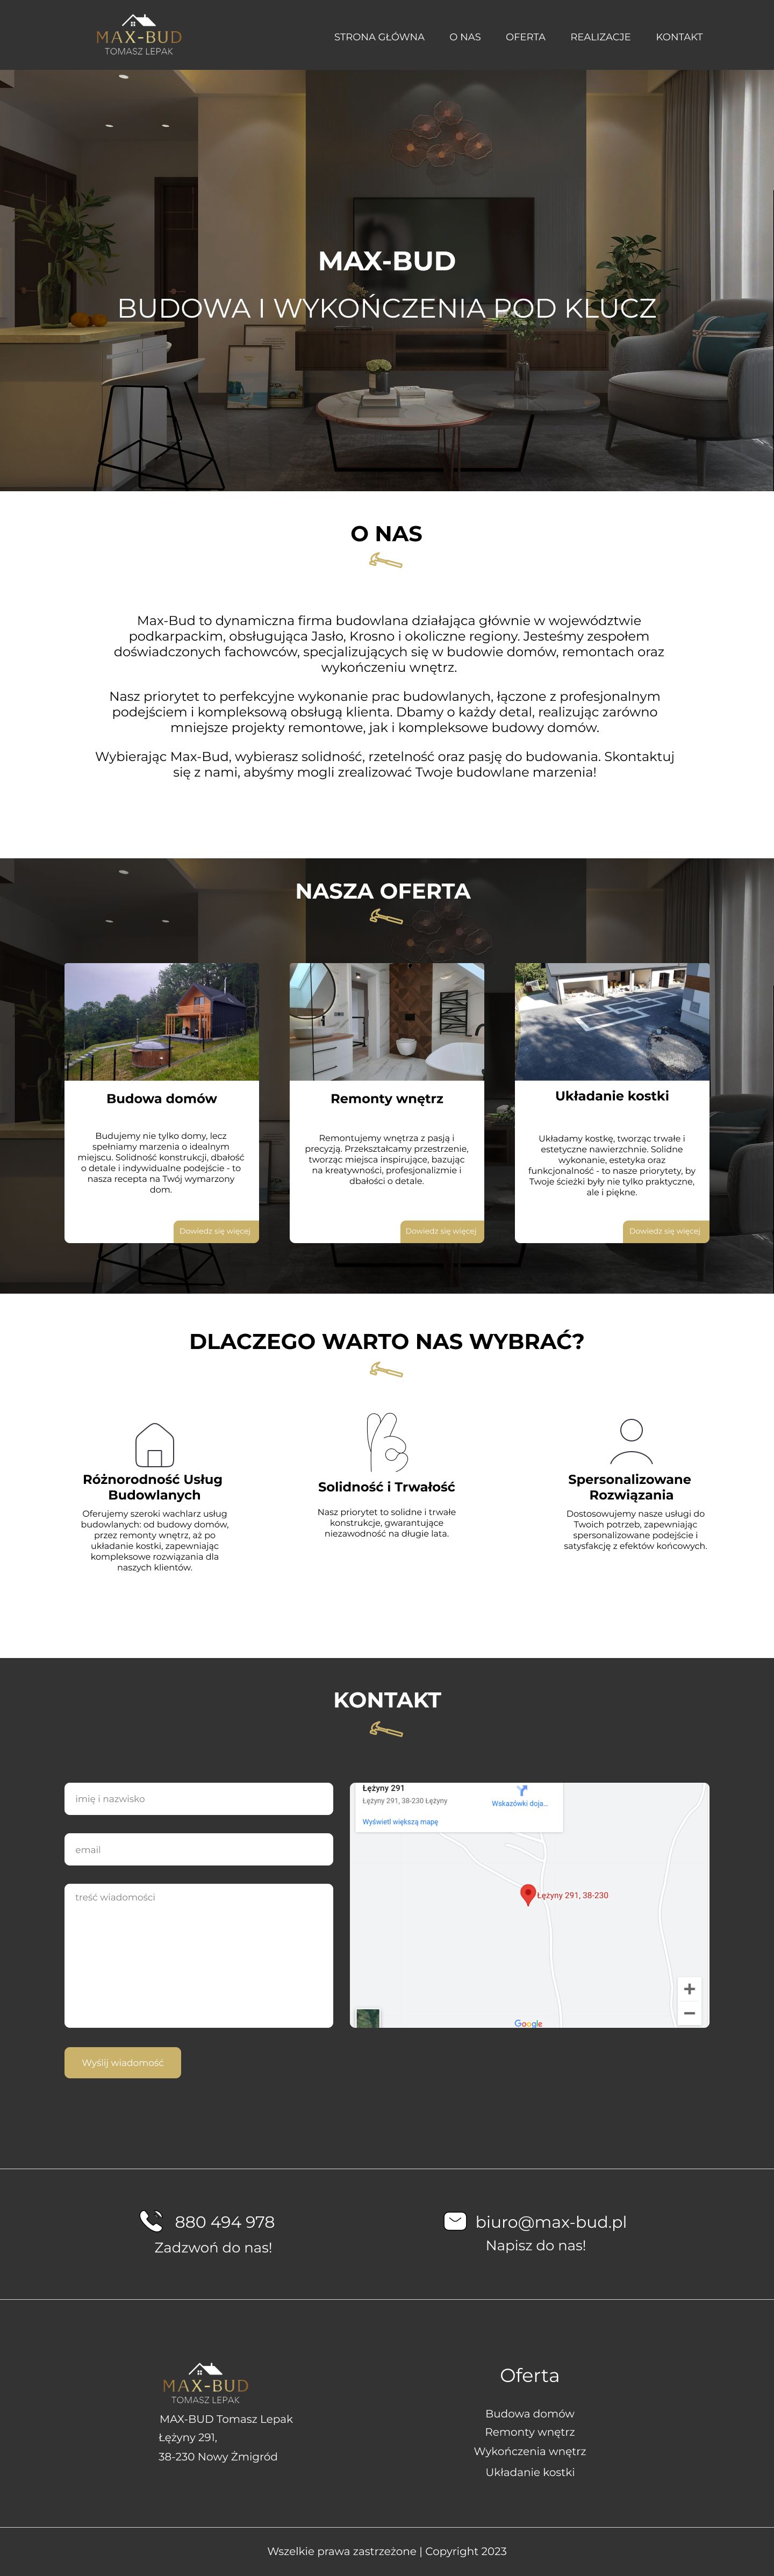 MAX-BUD
TOMASZ LEPAK
STRONA GŁÓWNA O NAS OFERTA REALIZACJE KONTAKT
MAX-BUD
BUDOWA I WYKOŃCZENIA POD KLUCZ
O NAS
Max-Bud to dynamiczna firma budowlana działająca głównie w województwie
podkarpackim, obsługująca Jasło, Krosno i okoliczne regiony. Jesteśmy zespołem
doświadczonych fachowców, specjalizujących się w budowie domów, remontach oraz
wykończeniu wnętrz.
Nasz priorytet to perfekcyjne wykonanie prac budowlanych, łączone z profesjonalnym
podejściem i kompleksową obsługą klienta. Dbamy o każdy detal, realizując zarówno
mniejsze projekty remontowe, jak i kompleksowe budowy domów.
Wybierając Max-Bud, wybierasz solidność, rzetelność oraz pasję do budowania. Skontaktuj
się z nami, abyśmy mogli zrealizować Twoje budowlane marzenia!
NASZA OFERTA
Budowa domów
Budujemy nie tylko domy, lecz
spełniamy marzenia o idealnym
miejscu. Solidność konstrukcji, dbałość
o detale i indywidualne podejście - to
nasza recepta na Twój wymarzony
dom.
Dowiedz się więcej
Remonty wnętrz
Remontujemy wnętrza z pasją i
precyzją. Przekształcamy przestrzenie,
tworząc miejsca inspirujące, bazując
na kreatywności, profesjonalizmie i
dbałości o detale.
Dowiedz się więcej
Układanie kostki
Układamy kostkę, tworząc trwałe i
estetyczne nawierzchnie. Solidne
wykonanie, estetyka oraz
funkcjonalność - to nasze priorytety, by
Twoje ścieżki były nie tylko praktyczne,
ale i piękne.
Dowiedz się więcej
DLACZEGO WARTO NAS WYBRAĆ?
Różnorodność Usług
Budowlanych
Oferujemy szeroki wachlarz usług
budowlanych: od budowy domów,
przez remonty wnętrz, aż po
układanie kostki, zapewniając
kompleksowe rozwiązania dla
naszych klientów.
Solidność i Trwałość
Nasz priorytet to solidne i trwałe
konstrukcje, gwarantujące
niezawodność na długie lata.
Spersonalizowane
Rozwiązania
Dostosowujemy nasze usługi do
Twoich potrzeb, zapewniając
spersonalizowane podejście i
satysfakcję z efektów końcowych.
KONTAKT
imię i nazwisko
email
treść wiadomości
Wyślij wiadomość
Łężyny 291
Łężyny 291, 38-230 Łężyny
Wskazówki doja...
Wyświetl większą mapę
Łężyny 291, 38-230
Google
880 494 978
Zadzwoń do nas!
biuro@max-bud.pl
Napisz do nas!
MAX-BUD
TOMASZ LEPAK
MAX-BUD Tomasz Lepak
Łężyny 291,
38-230 Nowy Żmigród
Oferta
Budowa domów
Remonty wnętrz
Wykończenia wnętrz
Układanie kostki
Wszelkie prawa zastrzeżone | Copyright 2023